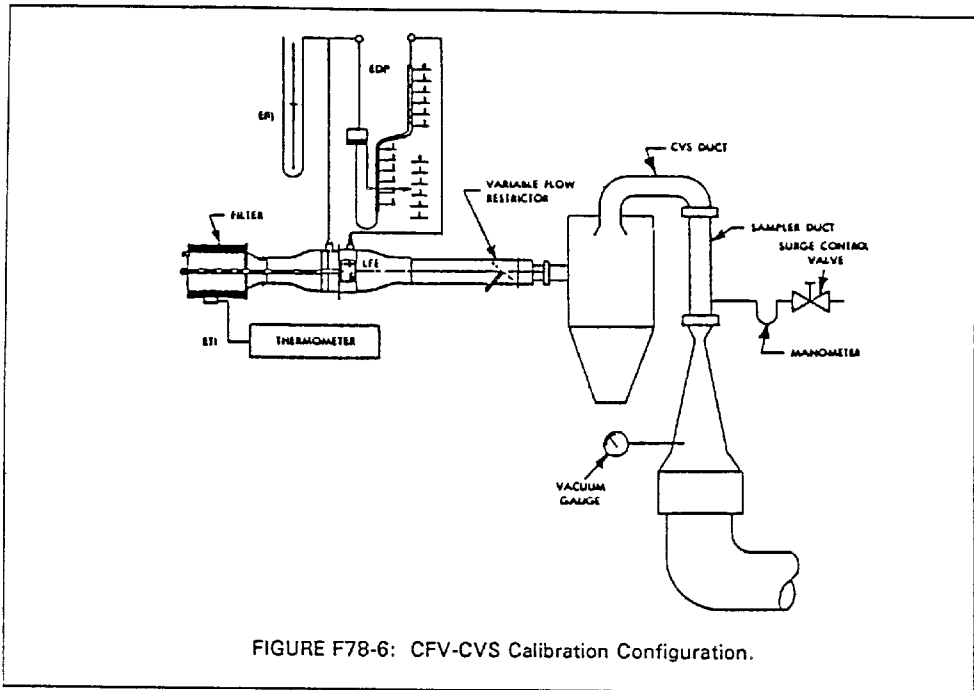 EDP
EPI
CVS DUCT
VARIABLE FLOW
RESTRICTOR
FILTER
SAMPLER DUCT
SURGE CONTROL
VALVE
LFE
ETI
THERMOMETER
MANOMETER
VACUUM
GAUGE
FIGURE F78-6: CFV-CVS Calibration Configuration.